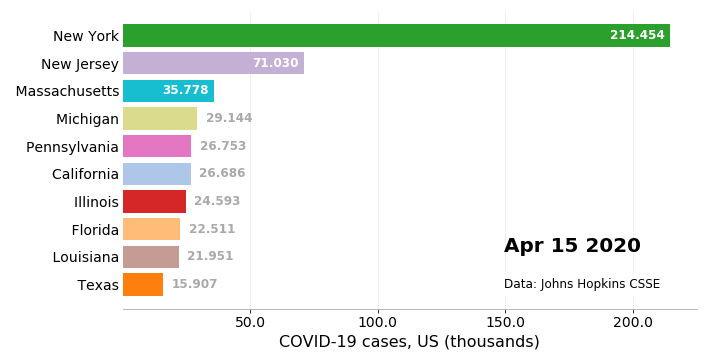 New York 214.454
New Jersey 71.030
Massachusetts 35.778
Michigan 29.144
Pennsylvania 26.753
California 26.686
Illinois 24.593
Florida 22.511
Louisiana 21.951
Texas 15.907
Apr 15 2020
Data: Johns Hopkins CSSE
50.0 100.0 150.0 200.0
COVID-19 cases, US (thousands)